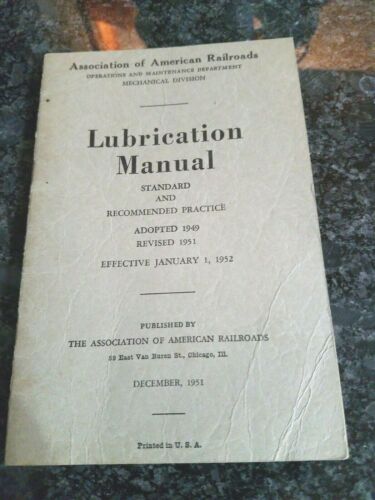 Association of American Railroads
OPERATIONS AND MAINTENANCE DEPARTMENT
MECHANICAL DIVISION
Lubrication
Manual
STANDARD
AND
RECOMMENDED PRACTICE
ADOPTED 1949
REVISED 1951
EFFECTIVE JANUARY 1, 1952
PUBLISHED BY
THE ASSOCIATION OF AMERICAN RAILROADS
59 East Van Buren St., Chicago, Ill.
DECEMBER, 1951
Printed in U. S. A.